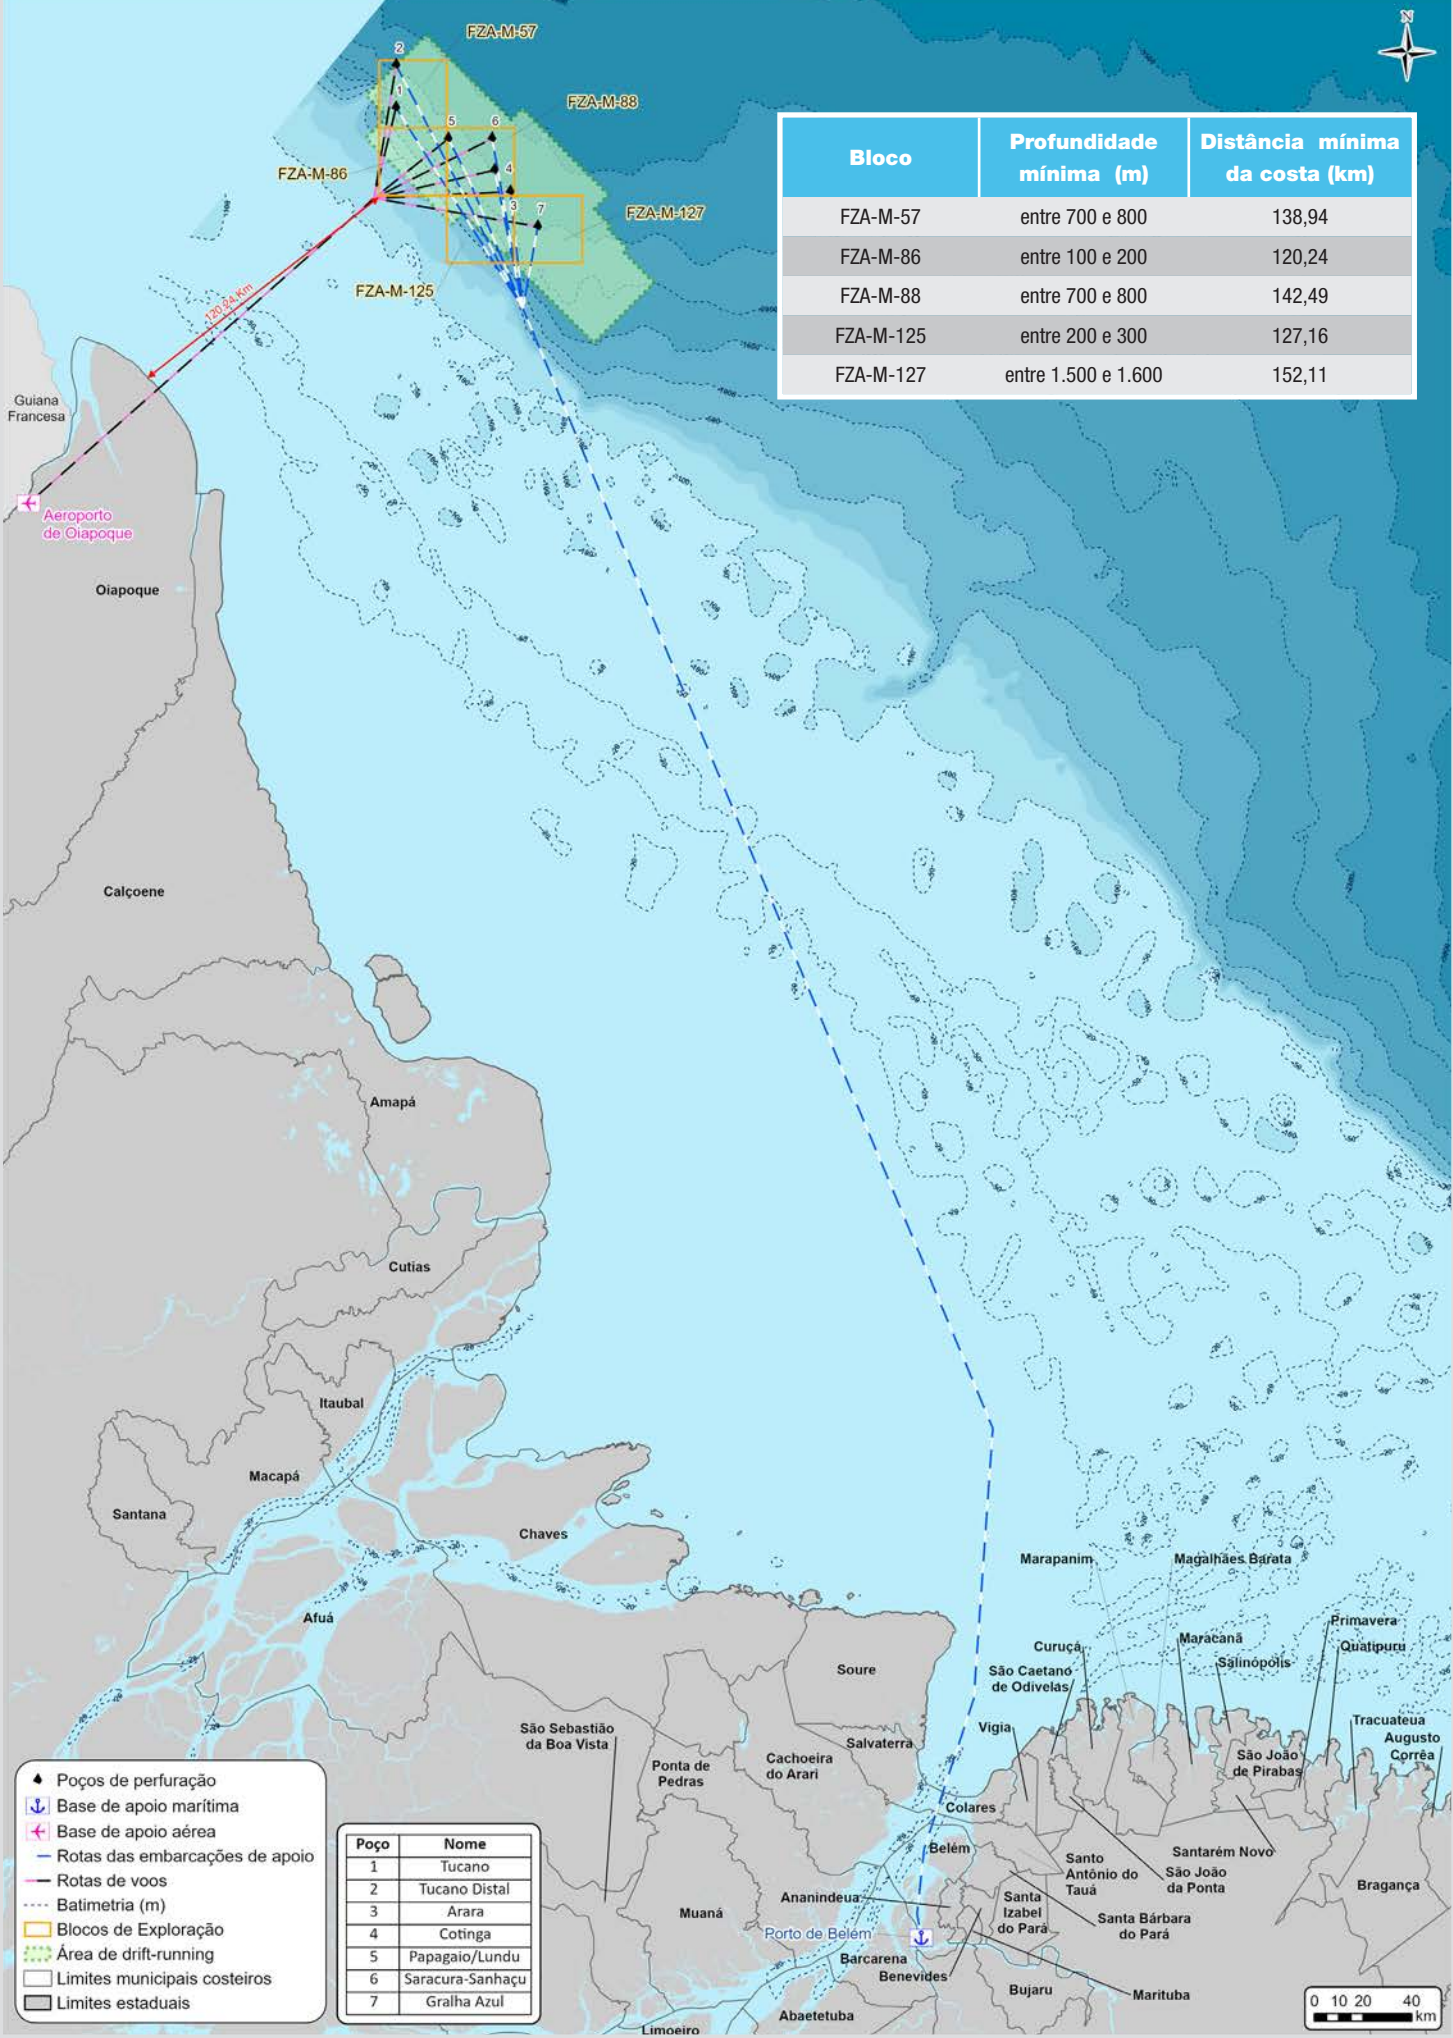 N
FZA-M-57
2
1
FZA-M-88
5
6
4
FZA-M-86
3
7
FZA-M-127
FZA-M-125
120,24 Km
Bloco
Profundidade mínima (m)
Distância mínima da costa (km)
FZA-M-57 entre 700 e 800 138,94
FZA-M-86 entre 100 e 200 120,24
FZA-M-88 entre 700 e 800 142,49
FZA-M-125 entre 200 e 300 127,16
FZA-M-127 entre 1.500 e 1.600 152,11
Guiana
Francesa
Aeroporto
de Oiapoque
Oiapoque
Calçoene
Amapá
Cutias
Itaubal
Macapá
Santana
Chaves
Afuá
Marapanim
Magalhães Barata
Primavera
Quatipuru
Curuçá
Maracanã
Salinópolis
São Caetano
de Odivelas
Soure
Vigia
Tracuateua
Augusto
Corrêa
São Sebastião
da Boa Vista
Salvaterra
Ponta de
Pedras
Cachoeira
do Arari
São João
de Pirabas
Colares
Belém
Santarém Novo
Santo
Antônio do
Tauá
São João
da Ponta
Bragança
Ananindeua
Santa
Izabel
do Pará
Muaná
Santa Bárbara
do Pará
Porto de Belém
Barcarena
Benevides
Bujaru
Marituba
Abaetetuba
Limoeiro
Poços de perfuração
Base de apoio marítima
Base de apoio aérea
Rotas das embarcações de apoio
Rotas de voos
Batimetria (m)
Blocos de Exploração
Área de drift-running
Limites municipais costeiros
Limites estaduais
Poço Nome
1 Tucano
2 Tucano Distal
3 Arara
4 Cotinga
5 Papagaio/Lundu
6 Saracura-Sanhaçu
7 Gralha Azul
0 10 20 40
km